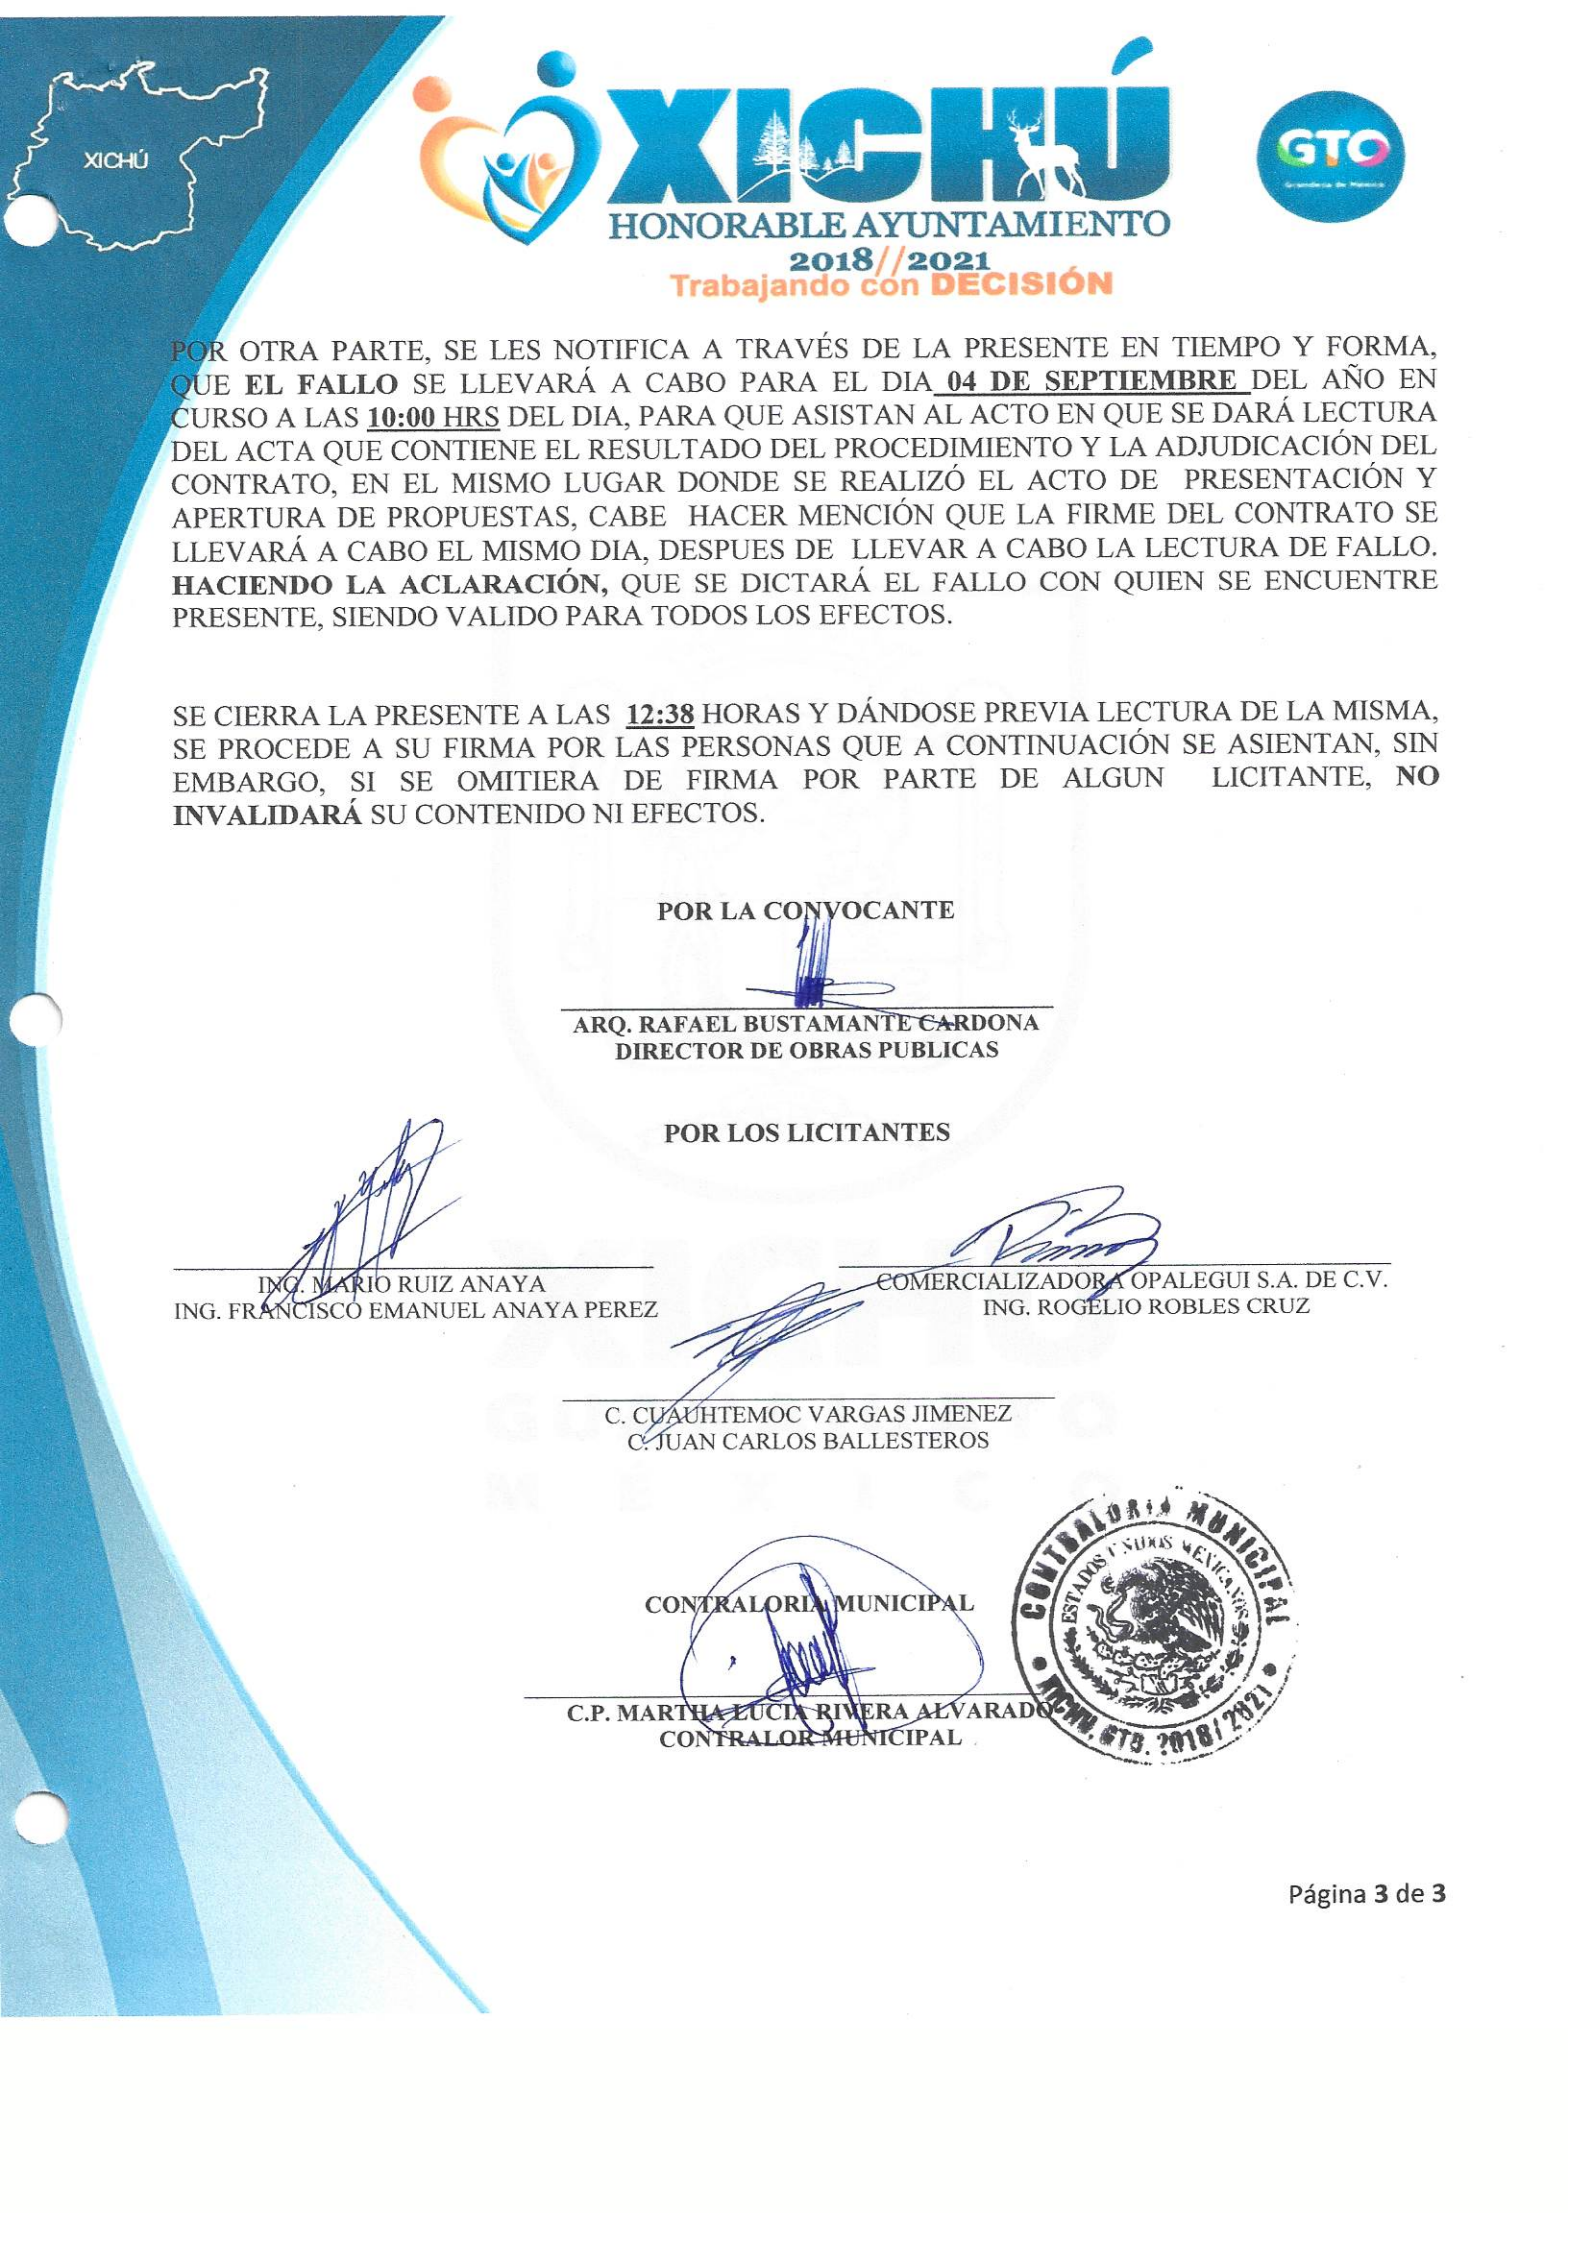 XICHÚ
XICHÚ
HONORABLE AYUNTAMIENTO
2018//2021
Trabajando con DECISIÓN
GTO
Grandeza de México
POR OTRA PARTE, SE LES NOTIFICA A TRAVÉS DE LA PRESENTE EN TIEMPO Y FORMA,
QUE EL FALLO SE LLEVARÁ A CABO PARA EL DIA 04 DE SEPTIEMBRE DEL AÑO EN
CURSO A LAS 10:00 HRS DEL DIA, PARA QUE ASISTAN AL ACTO EN QUE SE DARÁ LECTURA
DEL ACTA QUE CONTIENE EL RESULTADO DEL PROCEDIMIENTO Y LA ADJUDICACIÓN DEL
CONTRATO, EN EL MISMO LUGAR DONDE SE REALIZÓ EL ACTO DE PRESENTACIÓN Y
APERTURA DE PROPUESTAS, CABE HACER MENCIÓN QUE LA FIRME DEL CONTRATO SE
LLEVARÁ A CABO EL MISMO DIA, DESPUES DE LLEVAR A CABO LA LECTURA DE FALLO.
HACIENDO LA ACLARACIÓN, QUE SE DICTARÁ EL FALLO CON QUIEN SE ENCUENTRE
PRESENTE, SIENDO VALIDO PARA TODOS LOS EFECTOS.
SE CIERRA LA PRESENTE A LAS 12:38 HORAS Y DÁNDOSE PREVIA LECTURA DE LA MISMA,
SE PROCEDE A SU FIRMA POR LAS PERSONAS QUE A CONTINUACIÓN SE ASIENTAN, SIN
EMBARGO, SI SE OMITIERA DE FIRMA POR PARTE DE ALGUN LICITANTE, NO
INVALIDARÁ SU CONTENIDO NI EFECTOS.
POR LA CONVOCANTE
ARQ. RAFAEL BUSTAMANTE CARDONA
DIRECTOR DE OBRAS PUBLICAS
POR LOS LICITANTES
ING. MARIO RUIZ ANAYA
ING. FRANCISCO EMANUEL ANAYA PEREZ
COMERCIALIZADORA OPALEGUI S.A. DE C.V.
ING. ROGELIO ROBLES CRUZ
C. CUAUHTEMOC VARGAS JIMENEZ
C. JUAN CARLOS BALLESTEROS
CONTRALORIA MUNICIPAL
C.P. MARTHA LUCIA RIVERA ALVARADO
CONTRALOR MUNICIPAL
CONTRALORIA MUNICIPAL
ESTADOS UNIDOS MEXICANOS
XICHU, GTO. 2018/2021
Página 3 de 3